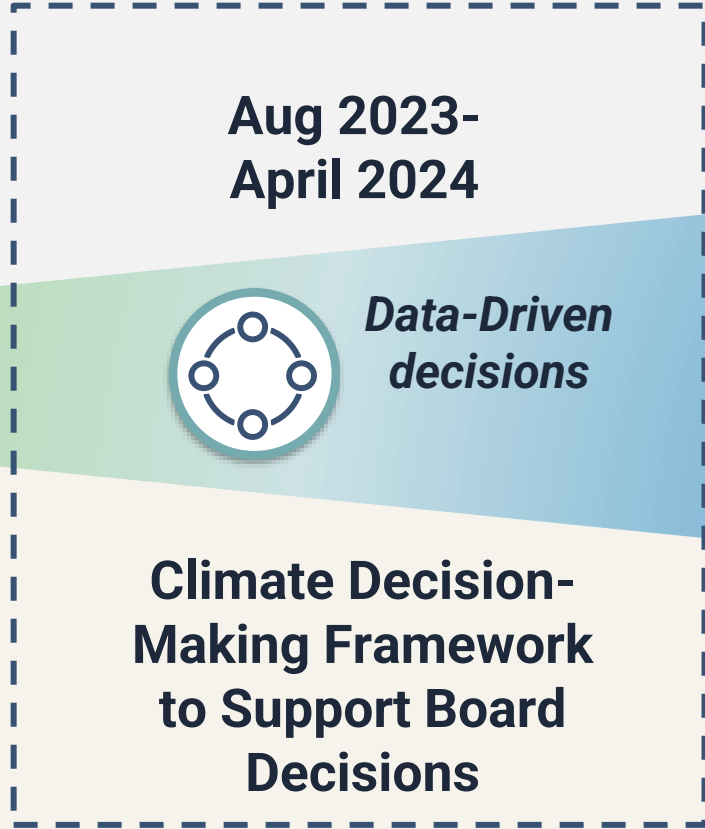 Aug 2023-
April 2024
Data-Driven
decisions
Climate Decision-
Making Framework
to Support Board
Decisions